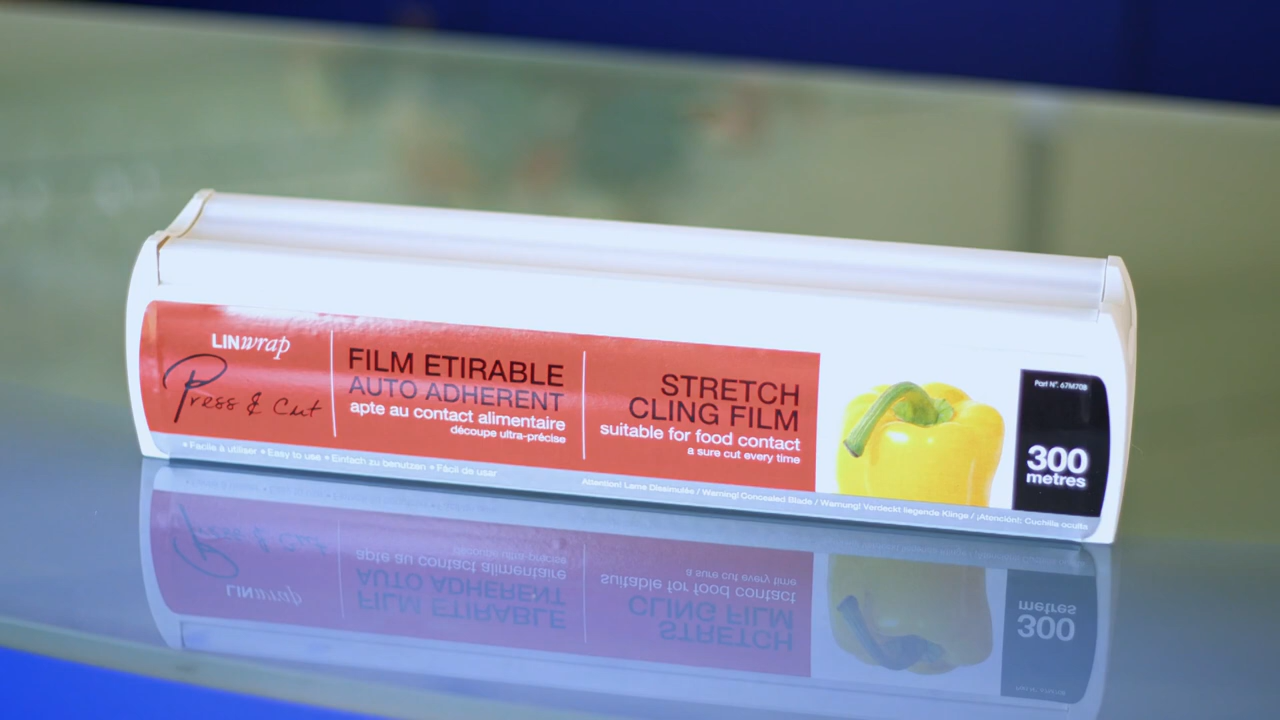 LINwrap
Press & Cut
FILM ETIRABLE
AUTO ADHERENT
apte au contact alimentaire
découpe ultra-précise
STRETCH
CLING FILM
suitable for food contact
a sure cut every time
Part N°. 67M70B
300
metres
• Facile à utiliser • Easy to use • Einfach zu benutzen • Fácil de usar
Attention! Lame Dissimulée / Warning! Concealed Blade / Warnung! Verdeckt liegende Klinge / ¡Atención!: Cuchilla oculta